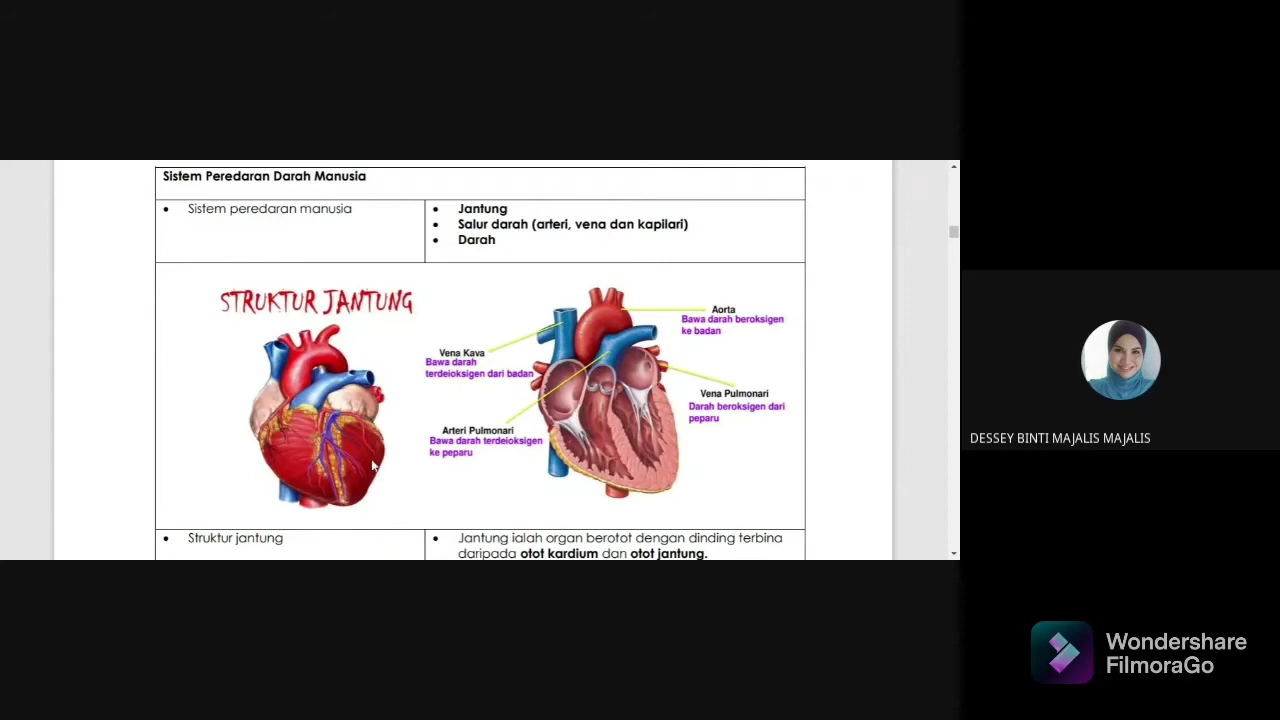 Sistem Peredaran Darah Manusia
• Sistem peredaran manusia
• Jantung
• Salur darah (arteri, vena dan kapilari)
• Darah
STRUKTUR JANTUNG
Aorta
Bawa darah beroksigen
ke badan
Vena Kava
Bawa darah
terdeioksigen dari badan
Vena Pulmonari
Darah beroksigen dari
peparu
Arteri Pulmonari
Bawa darah terdeioksigen
ke peparu
• Struktur jantung
• Jantung ialah organ berotot dengan dinding terbina
daripada otot kardium dan otot jantung.
DESSEY BINTI MAJALIS MAJALIS
Wondershare
FilmoraGo